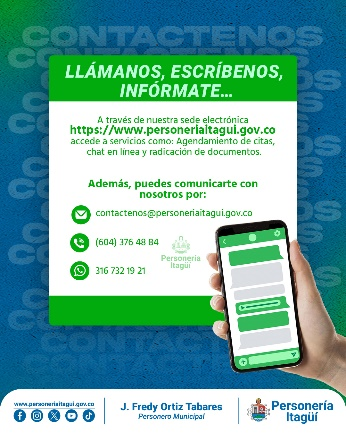 CONTACTENOS
CONTACTENOS
LLÁMANOS, ESCRÍBENOS,
INFÓRMATE...
A través de nuestra sede electrónica
https://www.personeriaitagui.gov.co
accede a servicios como: Agendamiento de citas,
chat en línea y radicación de documentos.
Además, puedes comunicarte con
nosotros por:
contactenos@personeriaitagui.gov.co
(604) 376 48 84
Personería
Itagüí
316 732 19 21
CONTACTENOS
www.personeriaitagui.gov.co
J. Fredy Ortiz Tabares
Personero Municipal
Personería
Itagüí